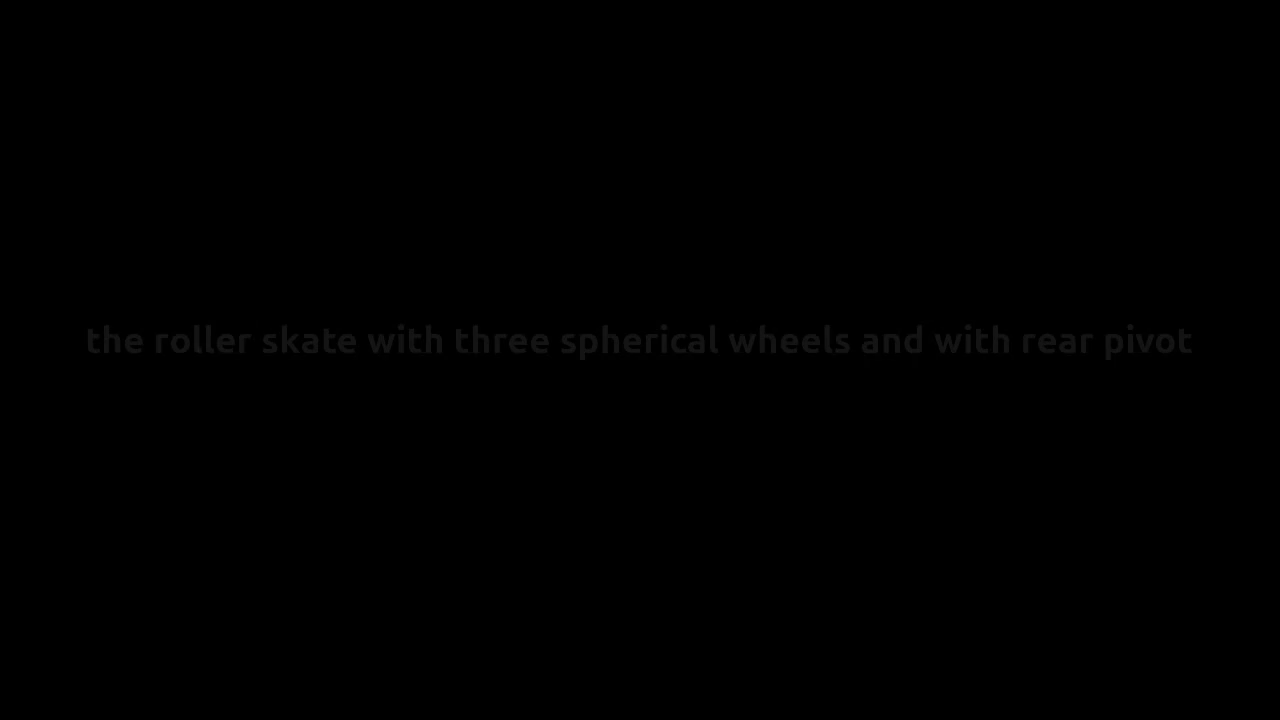 the roller skate with three spherical wheels and with rear pivot